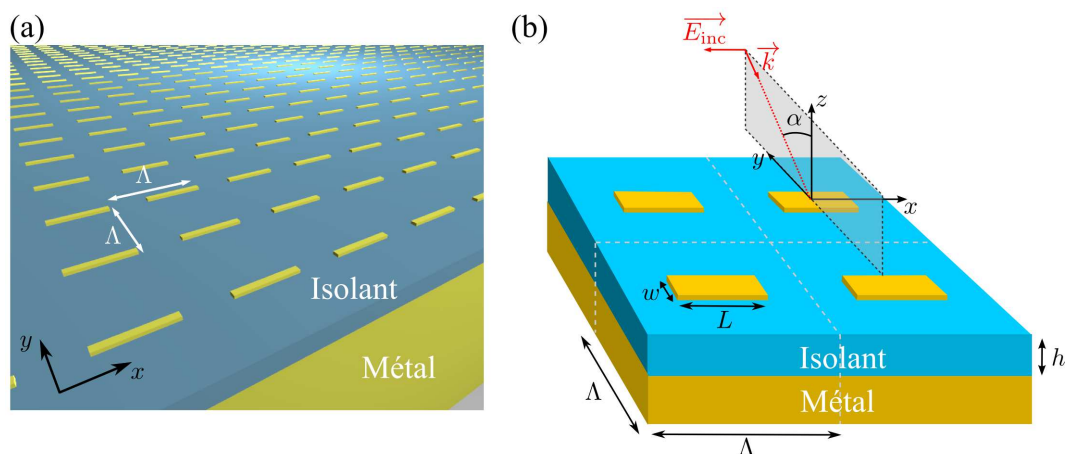 (a)
Λ
Λ
Isolant
Métal
y
x
(b)
E_inc
k
z
α
y
x
w
L
Isolant
h
Métal
Λ
Λ